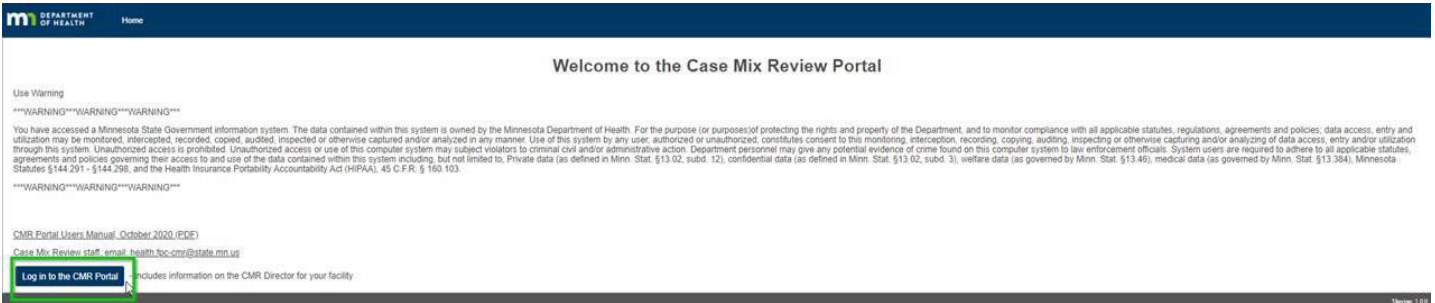 DEPARTMENT
OF HEALTH
Home
Welcome to the Case Mix Review Portal
Use Warning
***WARNING***WARNING***WARNING***
You have accessed a Minnesota State Government information system. The data contained within this system is owned by the Minnesota Department of Health. For the purpose (or purposes)of protecting the rights and property of the Department, and to monitor compliance with all applicable statutes, regulations, agreements and policies; data access, entry and
utilization may be monitored, intercepted, recorded, copied, audited, inspected or otherwise captured and/or analyzed in any manner. Use of this system by any user, authorized or unauthorized, constitutes consent to this monitoring, interception, recording, copying, auditing, inspecting or otherwise capturing and/or analyzing of data access, entry and/or utilization
through this system. Unauthorized access is prohibited. Unauthorized access or use of this computer system may subject violators to criminal civil and/or administrative action. Department personnel may give any potential evidence of crime found on this computer system to law enforcement officials. System users are required to adhere to all applicable statutes,
agreements and policies governing their access to and use of the data contained within this system including, but not limited to, Private data (as defined in Minn. Stat. §13.02, subd. 12), confidential data (as defined in Minn. Stat. §13.02, subd. 3), welfare data (as governed by Minn. Stat. §13.46), medical data (as governed by Minn. Stat. §13.384), Minnesota
Statutes §144.291 - §144.298, and the Health Insurance Portability Accountability Act (HIPAA), 45 C.F.R. § 160.103.
***WARNING***WARNING***WARNING***
CMR Portal Users Manual, October 2020 (PDF)
Case Mix Review staff, email: health.fpc-cmr@state.mn.us
Log in to the CMR Portal - includes information on the CMR Director for your facility
Version: 1.0.0